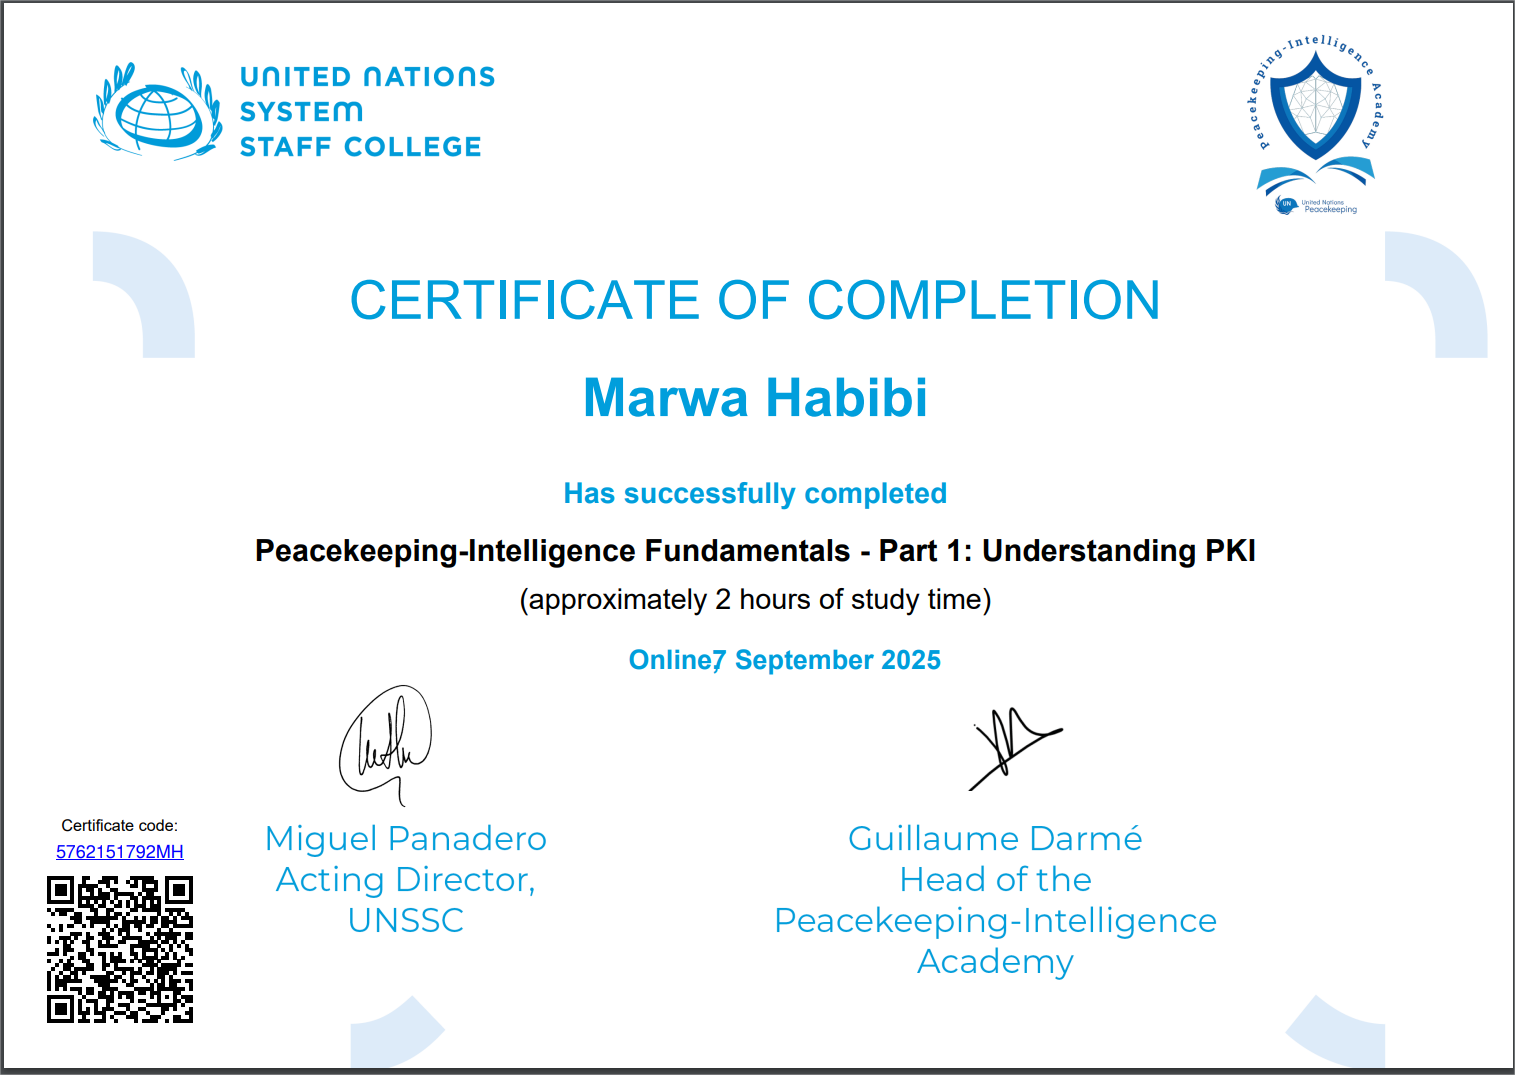 UNITED NATIONS
SYSTEM
STAFF COLLEGE
Peacekeeping-Intelligence Academy
UN
United Nations
Peacekeeping
CERTIFICATE OF COMPLETION
Marwa Habibi
Has successfully completed
Peacekeeping-Intelligence Fundamentals - Part 1: Understanding PKI
(approximately 2 hours of study time)
Online, 7 September 2025
Certificate code:
5762151792MH
Miguel Panadero
Acting Director,
UNSSC
Guillaume Darmé
Head of the
Peacekeeping-Intelligence
Academy